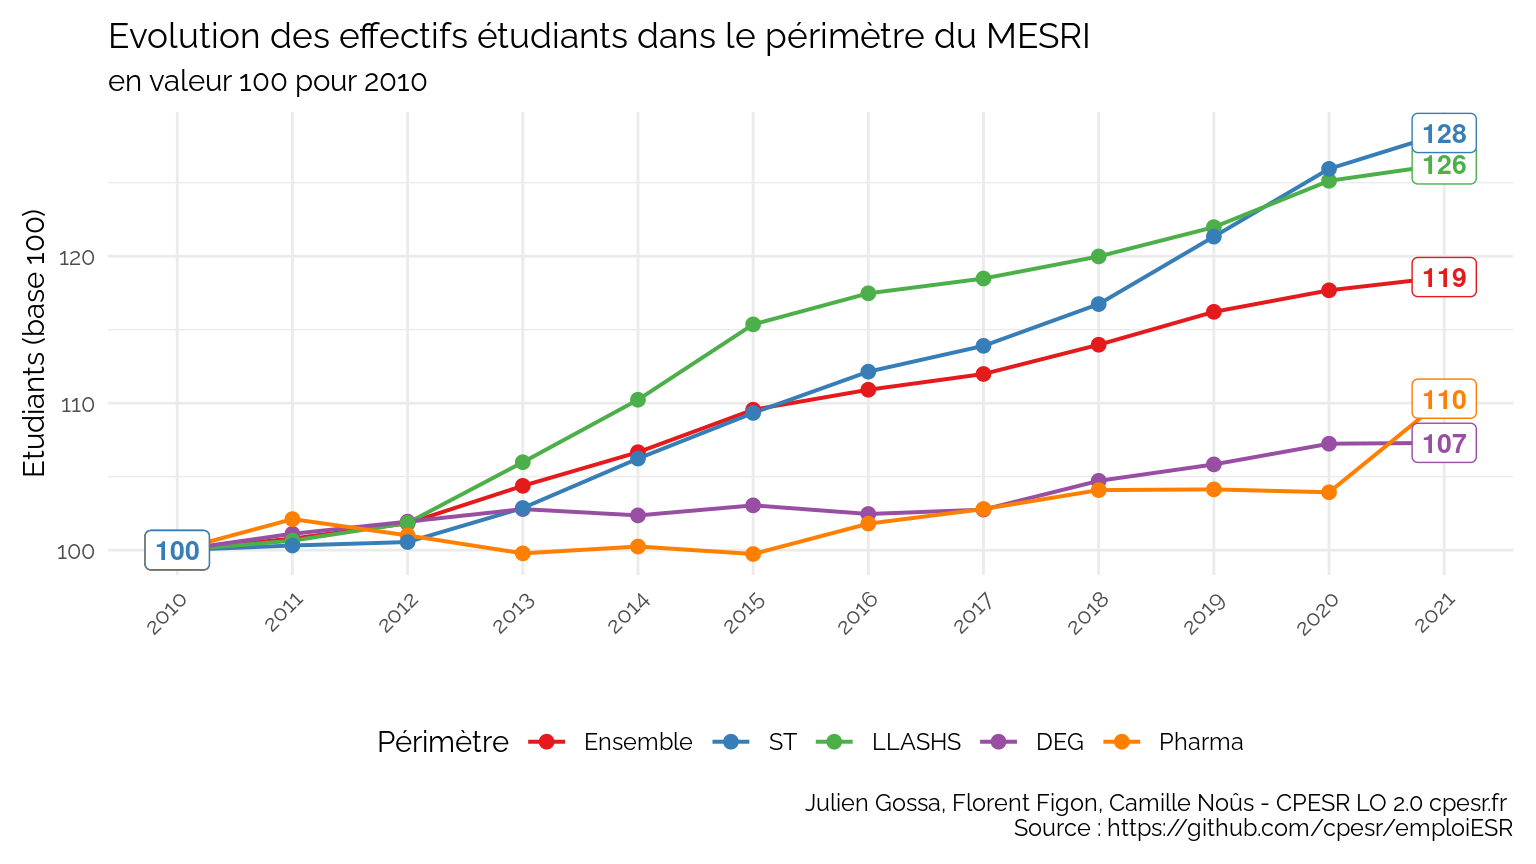 Evolution des effectifs étudiants dans le périmètre du MESRI
en valeur 100 pour 2010
Etudiants (base 100)
120
110
100
128
126
119
110
107
100
2010 2011 2012 2013 2014 2015 2016 2017 2018 2019 2020 2021
Périmètre Ensemble ST LLASHS DEG Pharma
Julien Gossa, Florent Figon, Camille Noûs - CPESR LO 2.0 cpesr.fr
Source : https://github.com/cpesr/emploiESR